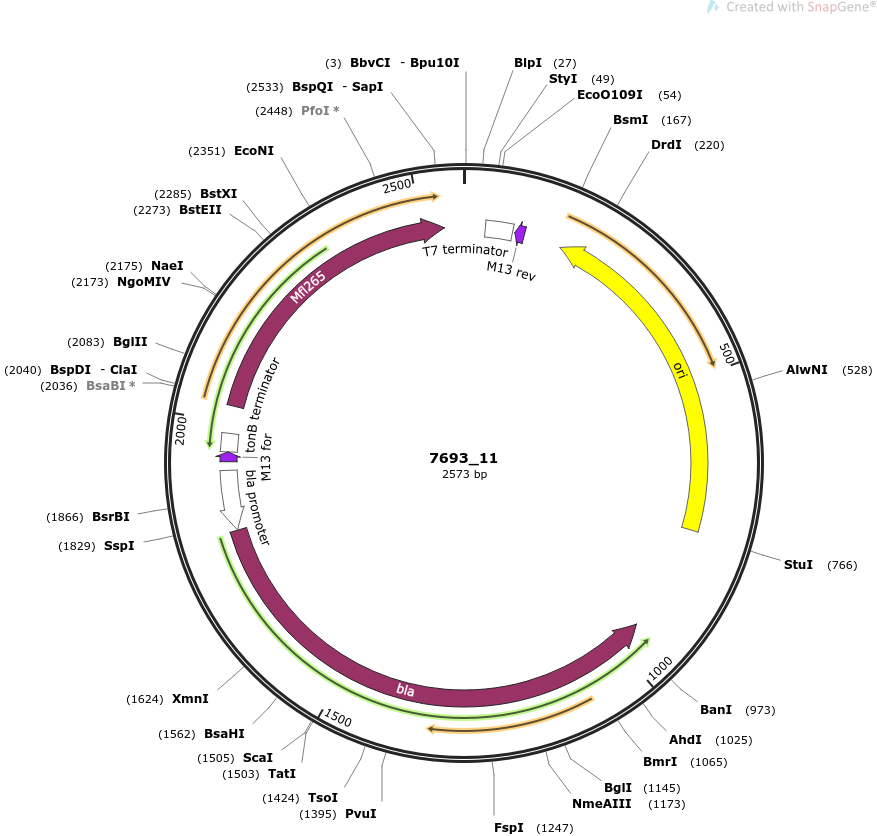 Created with SnapGene®
(3) BbvCI - Bpu10I
BlpI (27)
(2533) BspQI - SapI
StyI (49)
EcoO109I (54)
(2448) PfoI *
BsmI (167)
DrdI (220)
(2351) EcoNI
(2285) BstXI
(2273) BstEII
(2175) NaeI
(2173) NgoMIV
(2083) BglII
(2040) BspDI - ClaI
(2036) BsaBI *
AlwNI (528)
(1866) BsrBI
(1829) SspI
StuI (766)
(1624) XmnI
(1562) BsaHI
(1505) ScaI
(1503) TatI
(1424) TsoI
(1395) PvuI
BanI (973)
AhdI (1025)
BmrI (1065)
BglI (1145)
NmeAIII (1173)
FspI (1247)
2500
500
1000
1500
2000
T7 terminator
M13 rev
ori
Mfl265
tonB terminator
M13 for
bla promoter
bla
7693_11
2573 bp